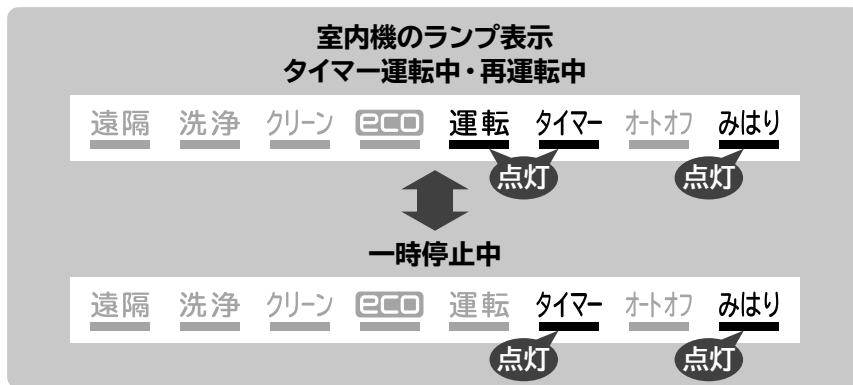 室内機のランプ表示
タイマー運転中・再運転中
遠隔 洗浄 クリーン eco 運転 タイマー オートオフ みはり
点灯 点灯
一時停止中
遠隔 洗浄 クリーン eco 運転 タイマー オートオフ みはり
点灯 点灯